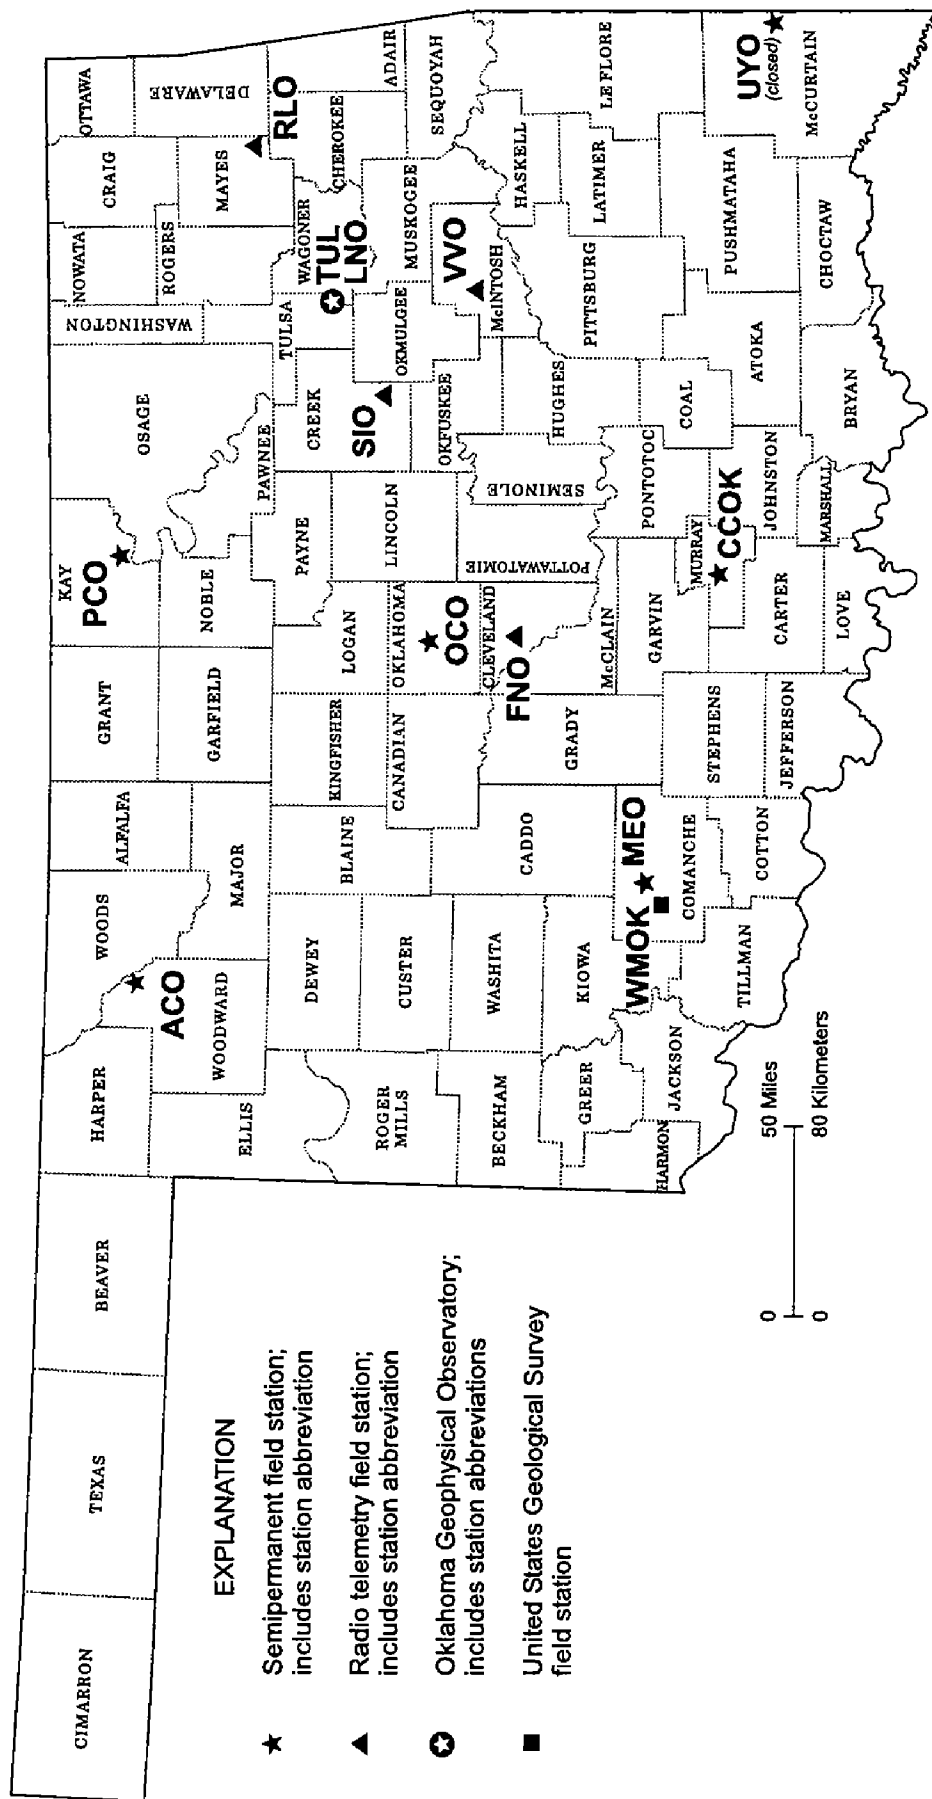 CIMARRON
TEXAS
BEAVER
HARPER
WOODS
ALFALFA
GRANT
KAY
PCO
OSAGE
WASHINGTON
NOWATA
CRAIG
OTTAWA
ACO
ELLIS
WOODWARD
MAJOR
GARFIELD
NOBLE
PAWNEE
ROGERS
MAYES
DELAWARE
RLO
ROGER
MILLS
DEWEY
BLAINE
KINGFISHER
LOGAN
PAYNE
CREEK
TULSA
WAGONER
TUL
LNO
CHEROKEE
ADAIR
CUSTER
CANADIAN
OKLAHOMA
OCO
LINCOLN
SIO
OKMULGEE
MUSKOGEE
SEQUOYAH
BECKHAM
WASHITA
CADDO
GRADY
CLEVELAND
FNO
McCLAIN
POTTAWATOMIE
SEMINOLE
OKFUSKEE
VVO
McINTOSH
HASKELL
HUGHES
PITTSBURG
LATIMER
LE FLORE
GREER
KIOWA
WMOK
MEO
COMANCHE
GARVIN
MURRAY
CCOK
PONTOTOC
COAL
ATOKA
PUSHMATAHA
UYO
(closed)
McCURTAIN
HARMON
JACKSON
TILLMAN
COTTON
STEPHENS
JEFFERSON
CARTER
LOVE
JOHNSTON
MARSHALL
BRYAN
CHOCTAW
EXPLANATION
Semipermanent field station;
includes station abbreviation
Radio telemetry field station;
includes station abbreviation
Oklahoma Geophysical Observatory;
includes station abbreviations
United States Geological Survey
field station
0 50 Miles
0 80 Kilometers